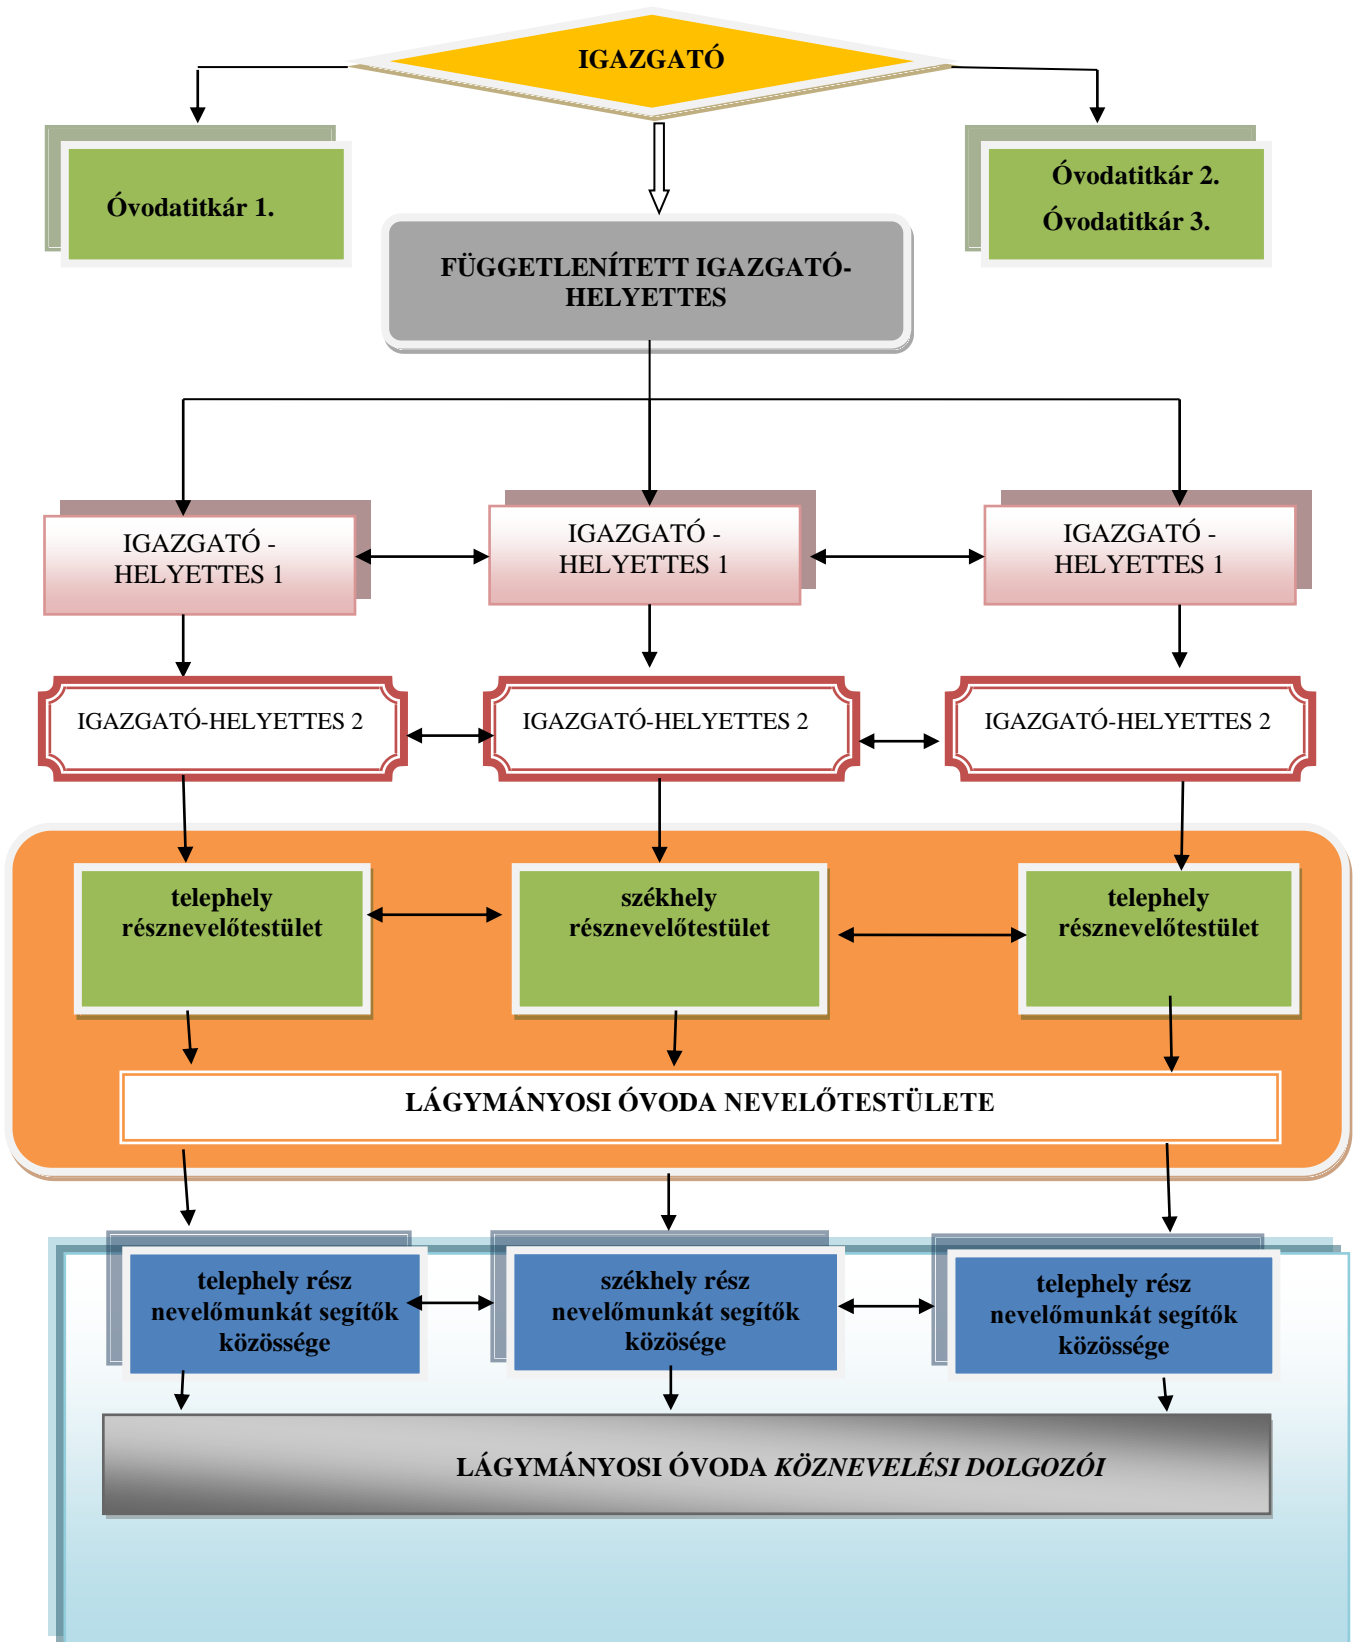 IGAZGATÓ
Óvodatitkár 1.
Óvodatitkár 2.
Óvodatitkár 3.
FÜGGETLENÍTETT IGAZGATÓ-
HELYETTES
IGAZGATÓ -
HELYETTES 1
IGAZGATÓ -
HELYETTES 1
IGAZGATÓ -
HELYETTES 1
IGAZGATÓ-HELYETTES 2
IGAZGATÓ-HELYETTES 2
IGAZGATÓ-HELYETTES 2
telephely
résznevelőtestület
székhely
résznevelőtestület
telephely
résznevelőtestület
LÁGYMÁNYOSI ÓVODA NEVELŐTESTÜLETE
telephely rész
nevelőmunkát segítők
közössége
székhely rész
nevelőmunkát segítők
közösége
telephely rész
nevelőmunkát segítők
közössége
LÁGYMÁNYOSI ÓVODA KÖZNEVELÉSI DOLGOZÓI